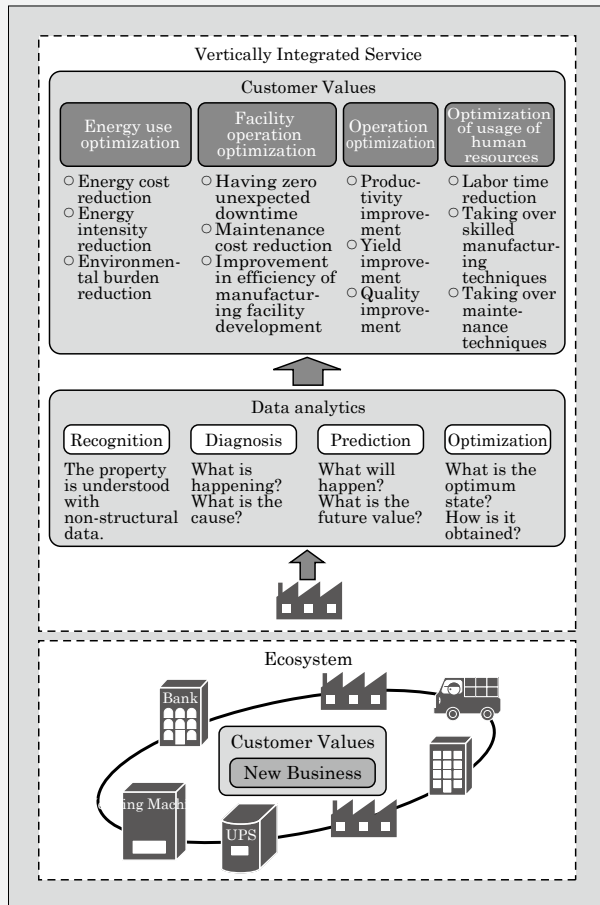 Vertically Integrated Service
Customer Values
Energy use
optimization
○ Energy cost
reduction
○ Energy
intensity
reduction
○ Environmen-
tal burden
reduction
Facility
operation
optimization
○ Having zero
unexpected
downtime
○ Maintenance
cost reduction
○ Improvement
in efficiency of
manufactur-
ing facility
development
Operation
optimization
○ Produc-
tivity
improve-
ment
○ Yield
improve-
ment
○ Quality
improve-
ment
Optimization
of usage of
human
resources
○ Labor time
reduction
○ Taking over
skilled
manufactur-
ing
techniques
○ Taking over
mainte-
nance
techniques
Data analytics
Recognition
The property
is understood
with
non-structural
data.
Diagnosis
What is
happening?
What is the
cause?
Prediction
What will
happen?
What is the
future value?
Optimization
What is the
optimum
state?
How is it
obtained?
Ecosystem
Bank
Customer Values
New Business
UPS